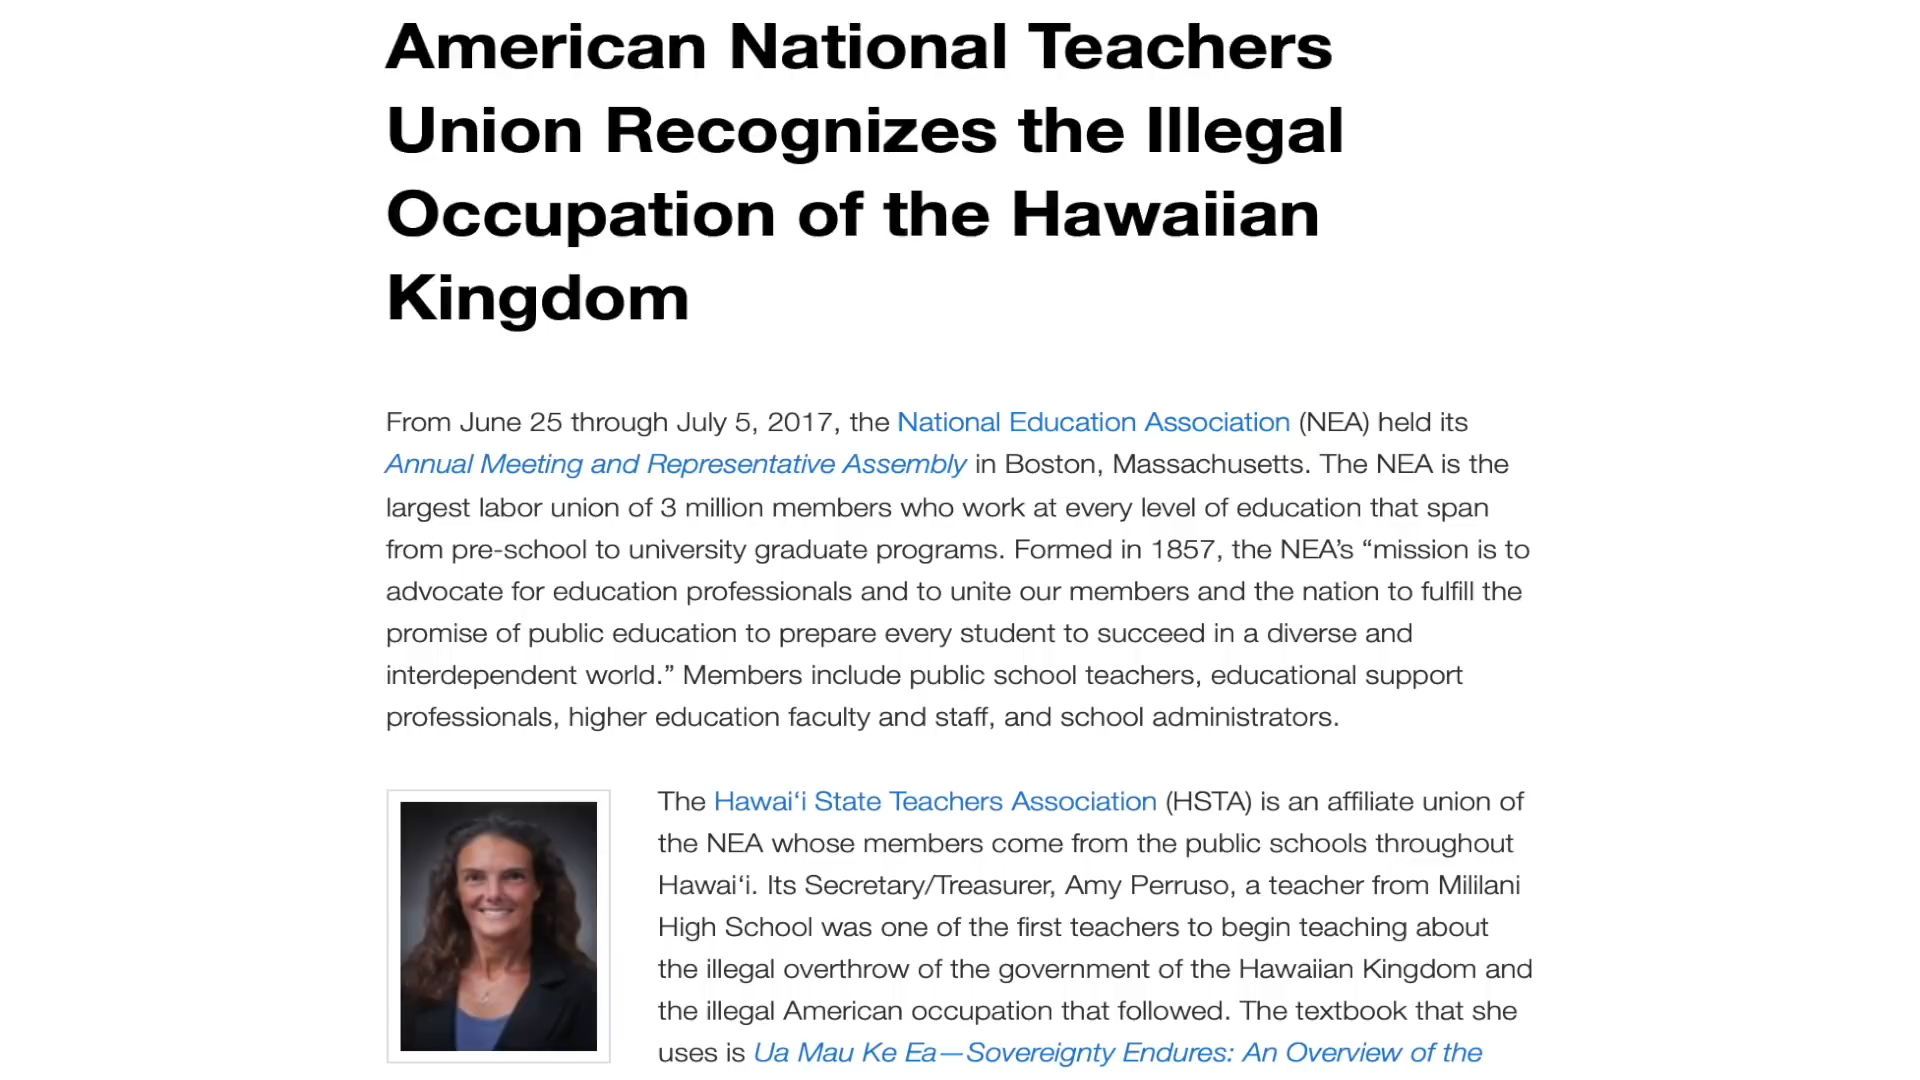 American National Teachers
Union Recognizes the Illegal
Occupation of the Hawaiian
Kingdom
From June 25 through July 5, 2017, the National Education Association (NEA) held its
Annual Meeting and Representative Assembly in Boston, Massachusetts. The NEA is the
largest labor union of 3 million members who work at every level of education that span
from pre-school to university graduate programs. Formed in 1857, the NEA’s “mission is to
advocate for education professionals and to unite our members and the nation to fulfill the
promise of public education to prepare every student to succeed in a diverse and
interdependent world.” Members include public school teachers, educational support
professionals, higher education faculty and staff, and school administrators.
The Hawai‘i State Teachers Association (HSTA) is an affiliate union of
the NEA whose members come from the public schools throughout
Hawai‘i. Its Secretary/Treasurer, Amy Perruso, a teacher from Mililani
High School was one of the first teachers to begin teaching about
the illegal overthrow of the government of the Hawaiian Kingdom and
the illegal American occupation that followed. The textbook that she
uses is Ua Mau Ke Ea—Sovereignty Endures: An Overview of the